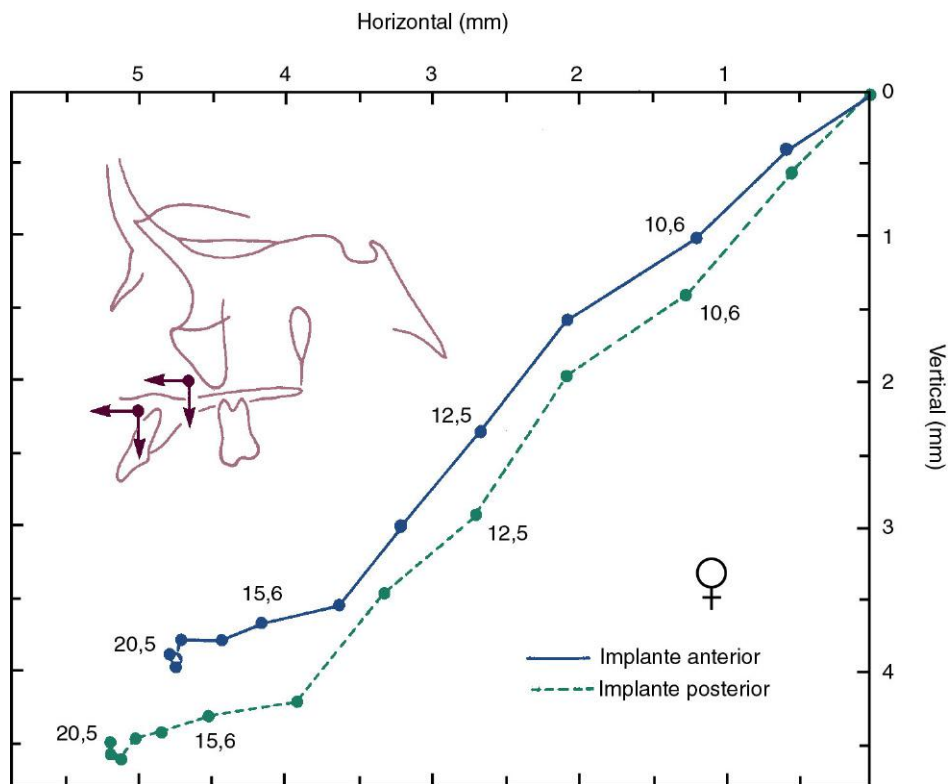 Horizontal (mm)
5 4 3 2 1
0
1
2
3
4
Vertical (mm)
10,6
10,6
12,5
12,5
15,6
15,6
20,5
20,5
♀
Implante anterior
Implante posterior